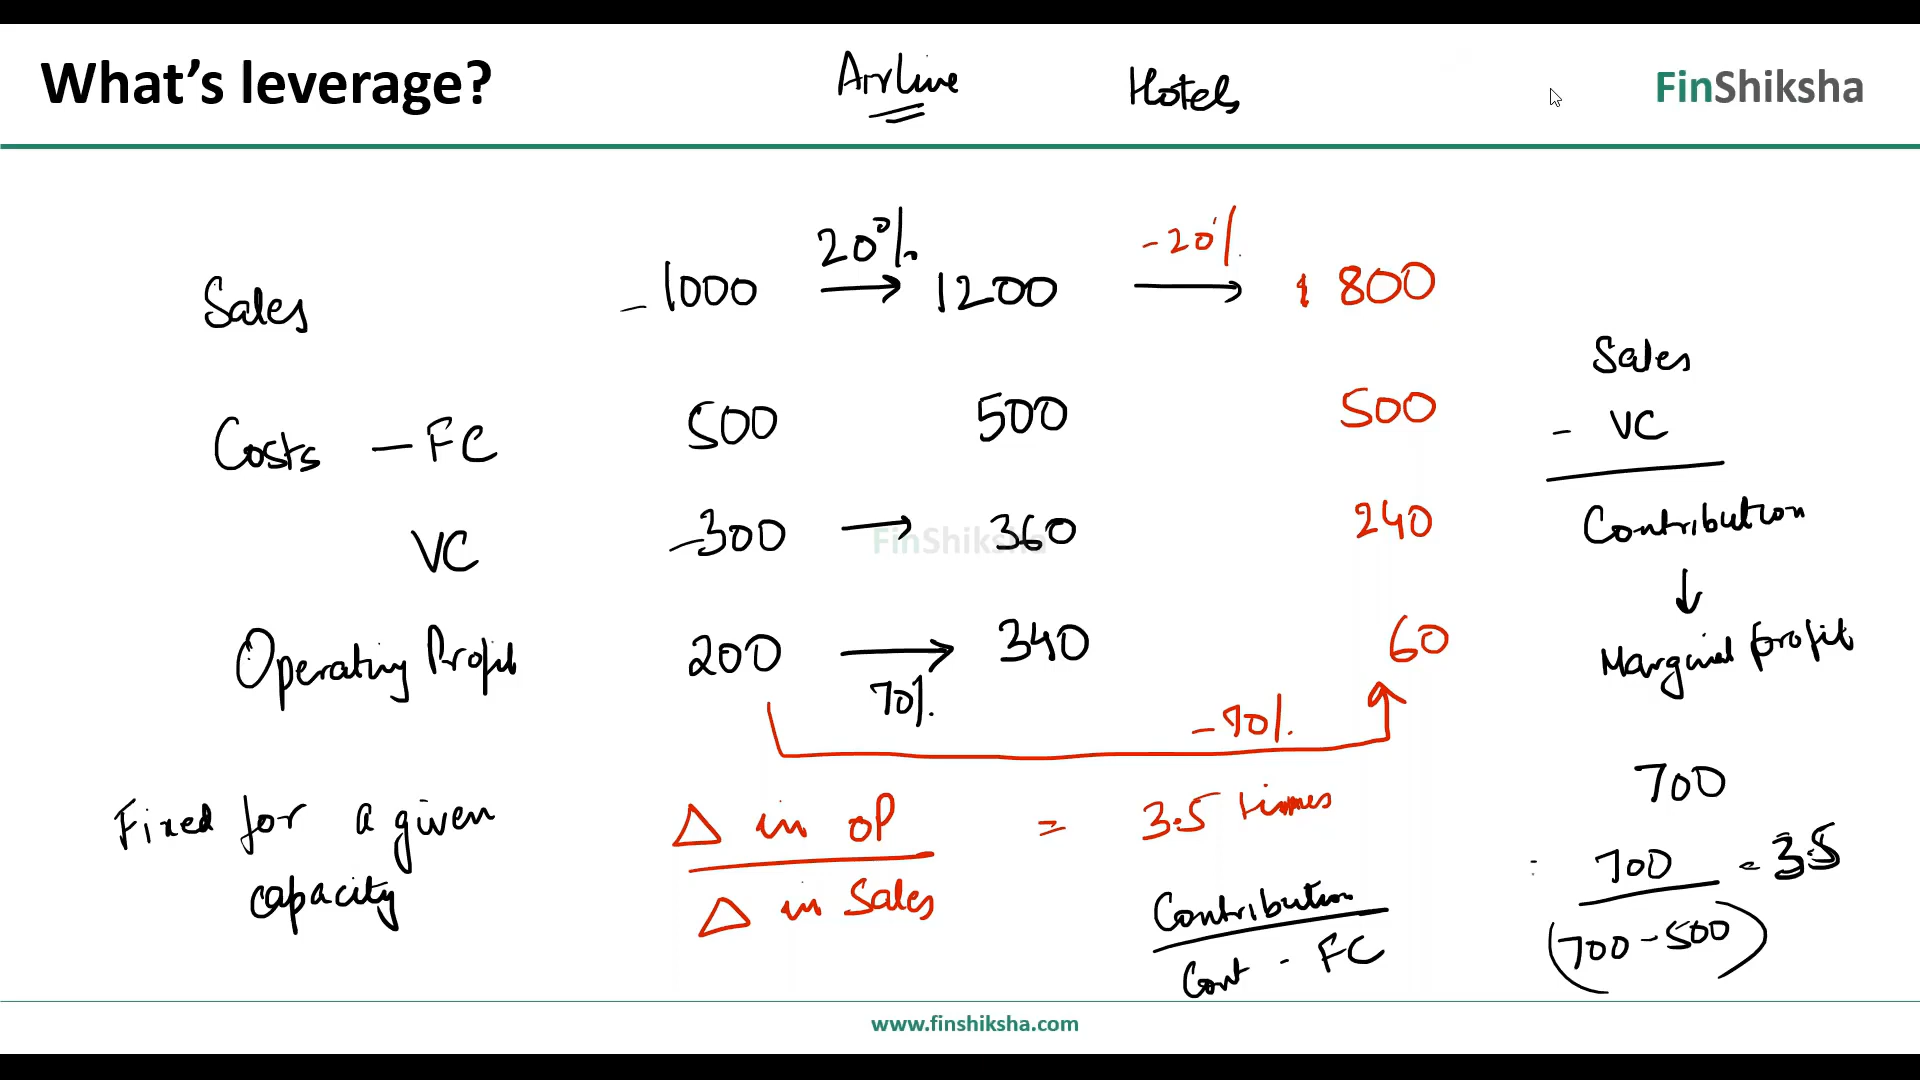 What's leverage?
Airline
Hotels
FinShiksha
Sales
- 1000
20%
1200
-20%
800
Costs - FC
500
500
500
VC
300
360
240
Operating Profit
200
70%
340
60
-70%
Sales
- VC
Contribution
Marginal Profit
Fixed for a given
capacity
Δ in OP
Δ in Sales
= 3.5 times
Contribution
Cont - FC
700
= 700
(700 - 500)
= 3.5
FinShiksha
www.finshiksha.com